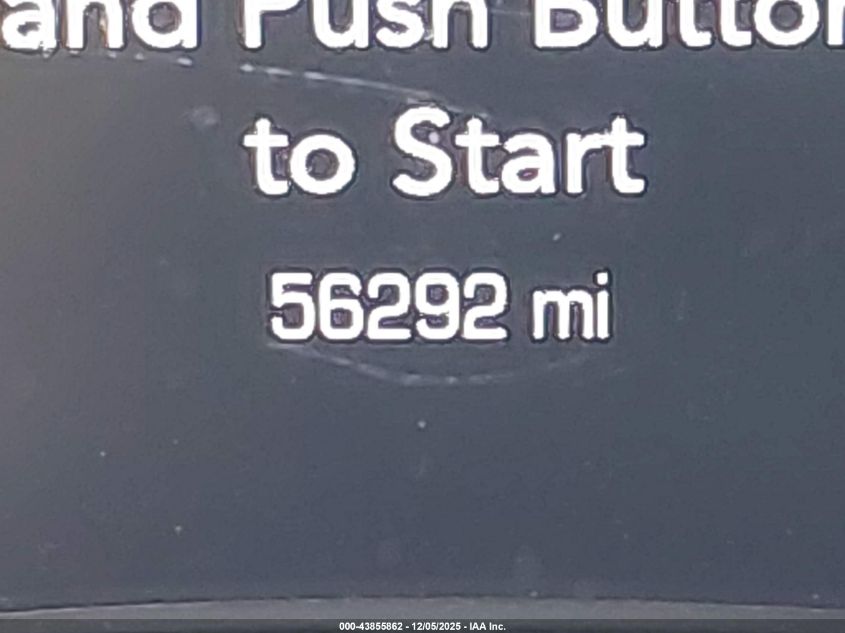 and Push Button
to Start
56292 mi
000-43855862 - 12/05/2025 - IAA Inc.